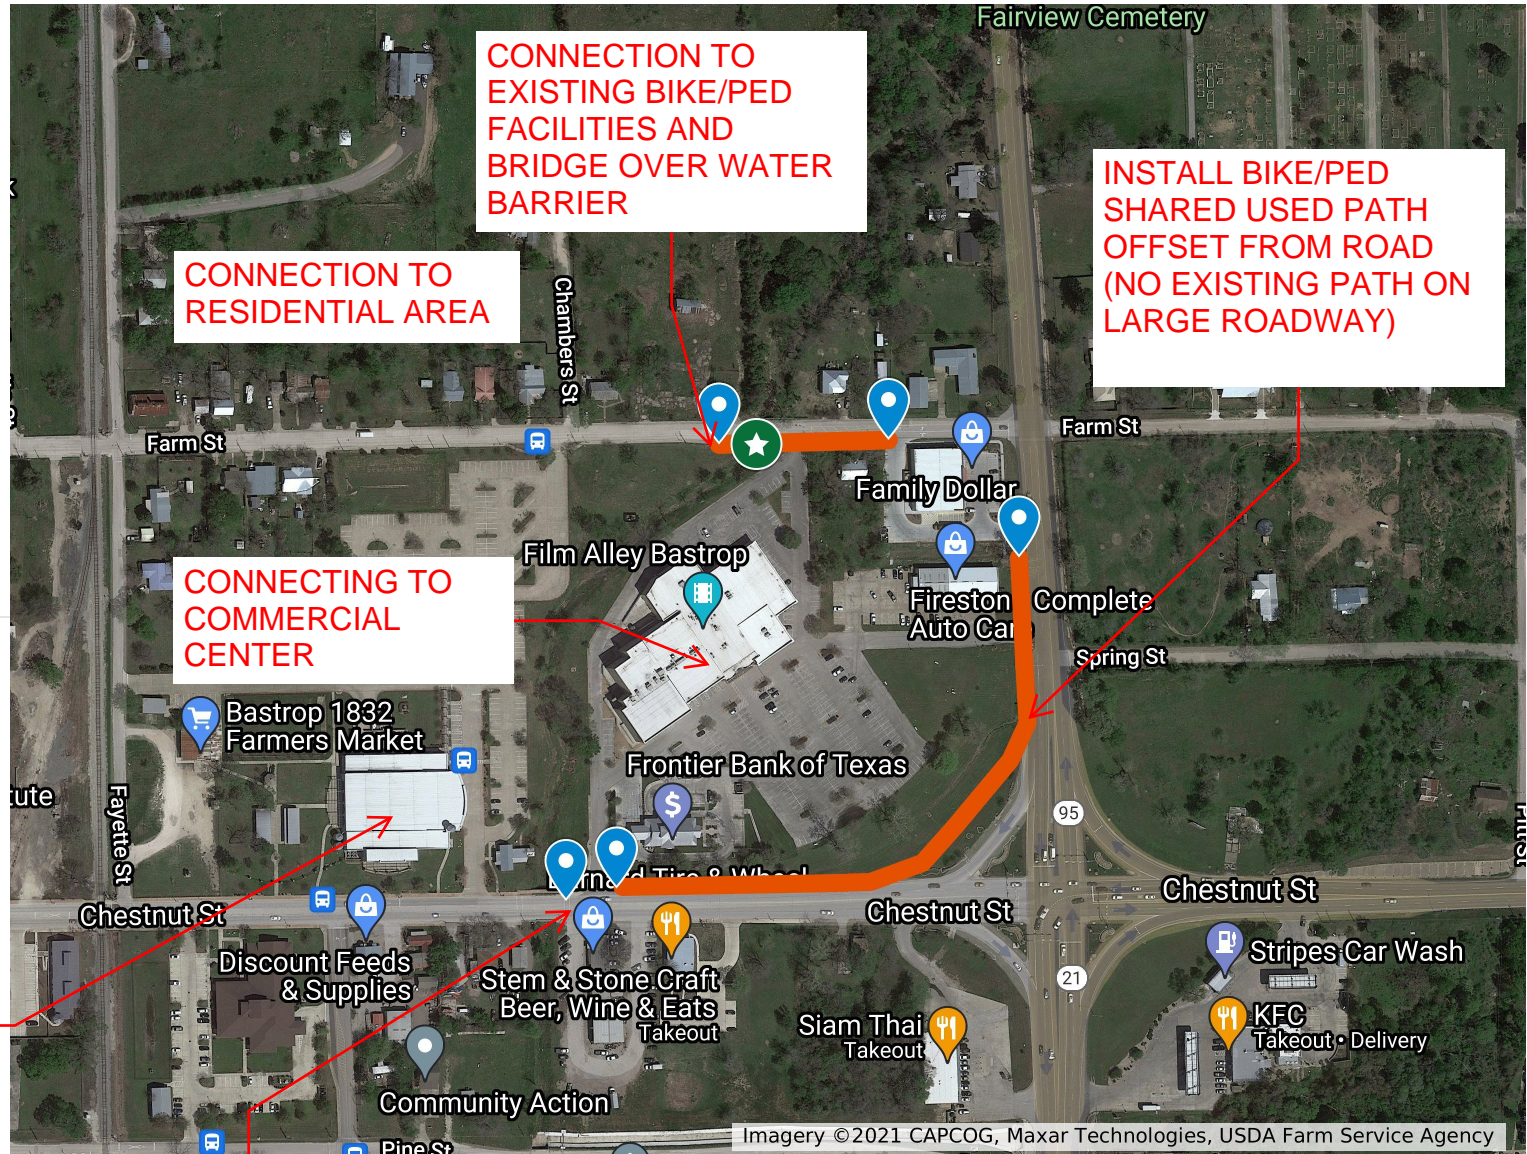 Fairview Cemetery
CONNECTION TO
EXISTING BIKE/PED
FACILITIES AND
BRIDGE OVER WATER
BARRIER
INSTALL BIKE/PED
SHARED USED PATH
OFFSET FROM ROAD
(NO EXISTING PATH ON
LARGE ROADWAY)
CONNECTION TO
RESIDENTIAL AREA
Chambers St
Farm St
Farm St
Family Dollar
Film Alley Bastrop
CONNECTING TO
COMMERCIAL
CENTER
Complete
Auto Care
Spring St
Bastrop 1832
Farmers Market
Frontier Bank of Texas
Fayette St
95
Tire & Wheel
Chestnut St
Chestnut St
Chestnut St
Discount Feeds
& Supplies
Stem & Stone Craft
Beer, Wine & Eats
Takeout
21
Stripes Car Wash
Siam Thai
Takeout
KFC
Takeout • Delivery
Community Action
Pine St
Imagery ©2021 CAPCOG, Maxar Technologies, USDA Farm Service Agency